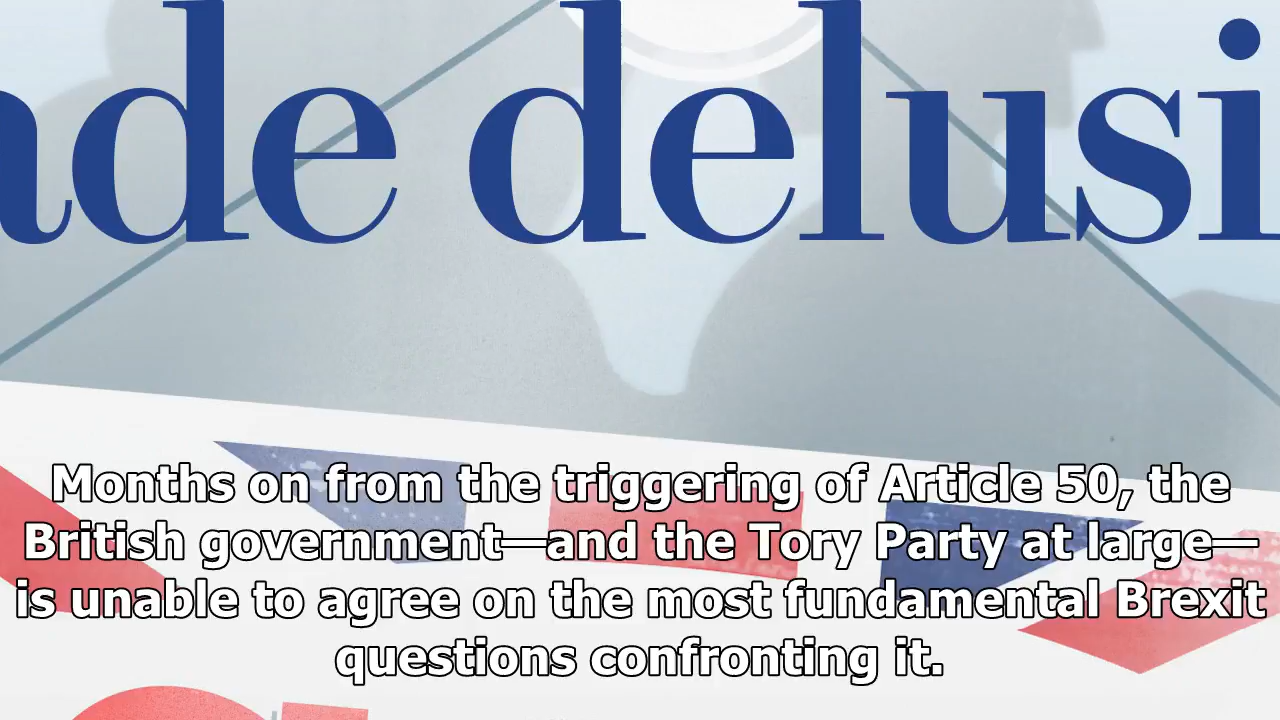 ade delusi
Months on from the triggering of Article 50, the
British government—and the Tory Party at large—
is unable to agree on the most fundamental Brexit
questions confronting it.